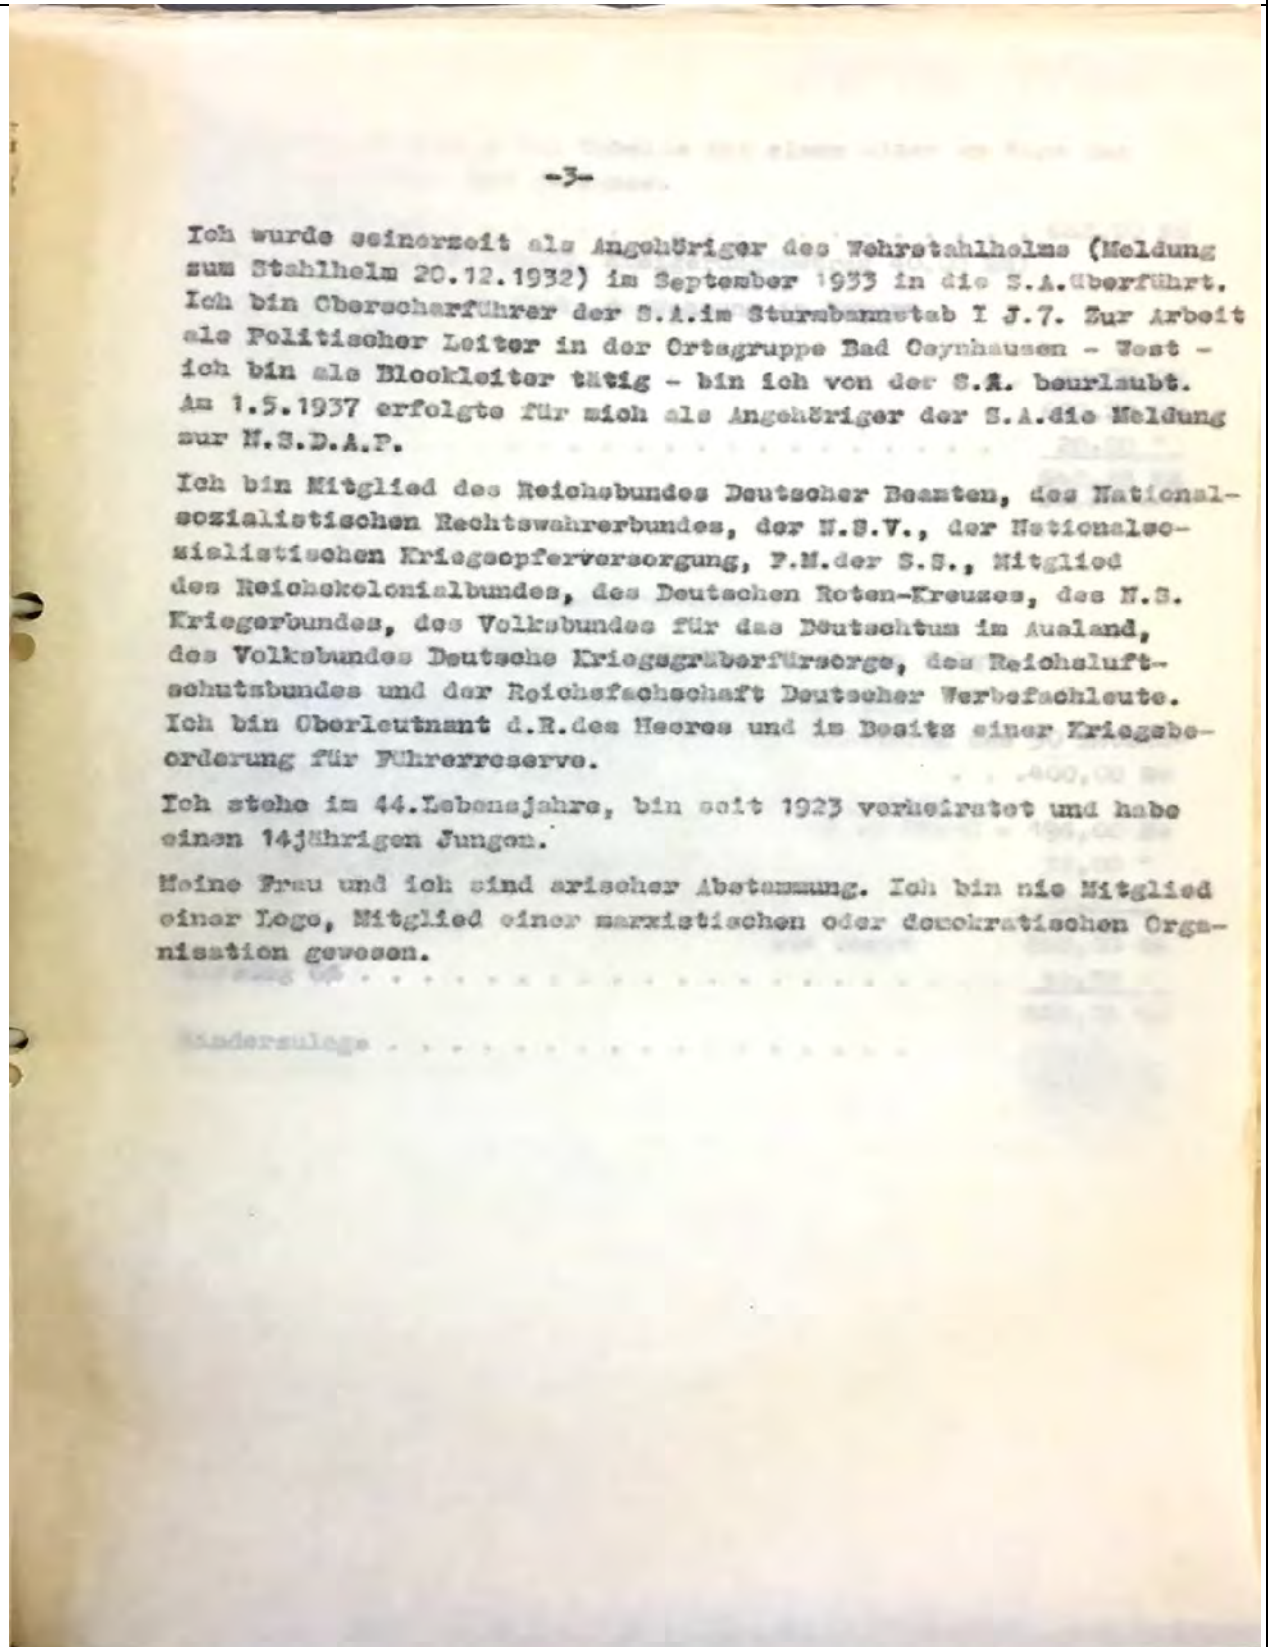 -3-
Ich wurde seinerzeit als Angehöriger des Wehrstahlhelms (Meldung
zum Stahlhelm 20.12.1932) im September 1933 in die S.A.überführt.
Ich bin Oberscharführer der S.A.im Sturmbannstab I J.7. Zur Arbeit
als Politischer Leiter in der Ortsgruppe Bad Oeynhausen - West -
ich bin als Blockleiter tätig - bin ich von der S.A. beurlaubt.
Am 1.5.1937 erfolgte für mich als Angehöriger der S.A.die Meldung
zur N.S.D.A.P.
Ich bin Mitglied des Reichsbundes Deutscher Beamten, des National-
sozialistischen Rechtswahrerbundes, der N.S.V., der Nationalso-
zialistischen Kriegsopferversorgung, F.M.der S.S., Mitglied
des Reichskolonialbundes, des Deutschen Roten-Kreuzes, des N.S.
Kriegerbundes, des Volksbundes für das Deutschtum im Ausland,
des Volksbundes Deutsche Kriegsgräberfürsorge, des Reichsluft-
schutzbundes und der Reichsfachschaft Deutscher Werbefachleute.
Ich bin Oberleutnant d.R.des Heeres und im Besitz einer Kriegsbe-
orderung für Führerreserve.
Ich stehe im 44.Lebensjahre, bin seit 1923 verheiratet und habe
einen 14jährigen Jungen.
Meine Frau und ich sind arischer Abstammung. Ich bin nie Mitglied
einer Loge, Mitglied einer marxistischen oder demokratischen Orga-
nisation gewesen.
Kinderzulage . . . . . . . . . . . . . . . . .